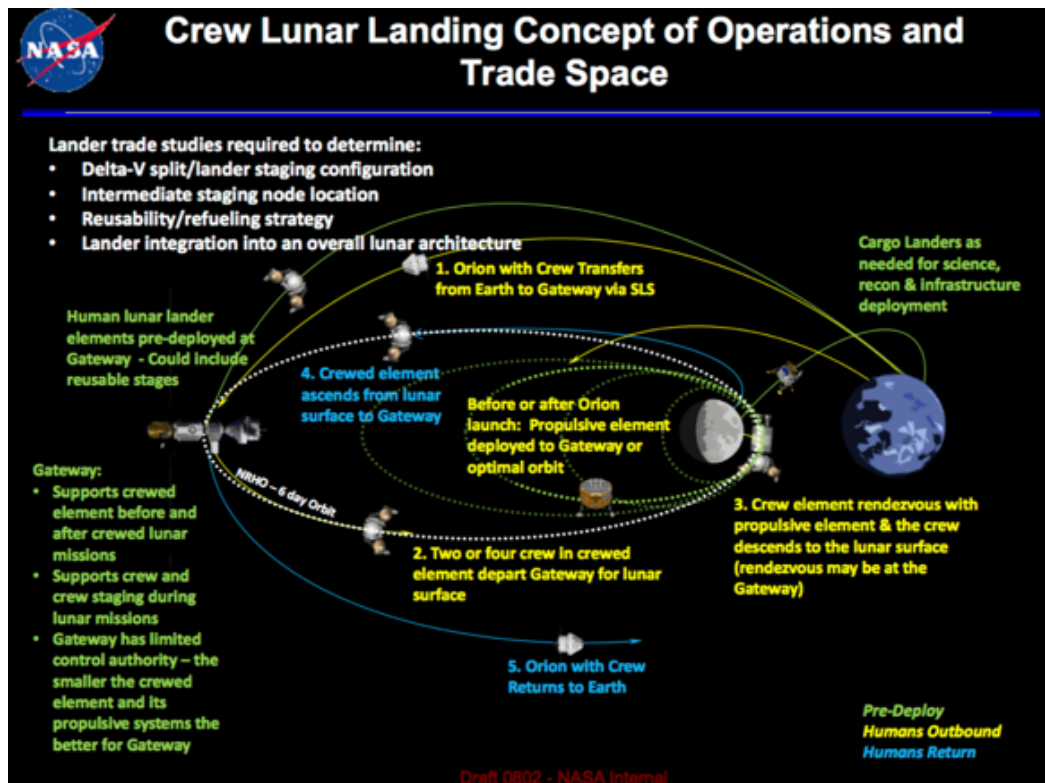 NASA
Crew Lunar Landing Concept of Operations and
Trade Space
Lander trade studies required to determine:
• Delta-V split/lander staging configuration
• Intermediate staging node location
• Reusability/refueling strategy
• Lander integration into an overall lunar architecture
1. Orion with Crew Transfers
from Earth to Gateway via SLS
Cargo Landers as
needed for science,
recon & infrastructure
deployment
Human lunar lander
elements pre-deployed at
Gateway - Could include
reusable stages
4. Crewed element
ascends from lunar
surface to Gateway
Before or after Orion
launch: Propulsive element
deployed to Gateway or
optimal orbit
NRHO – 6 day Orbit
Gateway:
• Supports crewed
element before and
after crewed lunar
missions
• Supports crew and
crew staging during
lunar missions
• Gateway has limited
control authority – the
smaller the crewed
element and its
propulsive systems the
better for Gateway
2. Two or four crew in crewed
element depart Gateway for lunar
surface
3. Crew element rendezvous with
propulsive element & the crew
descends to the lunar surface
(rendezvous may be at the
Gateway)
5. Orion with Crew
Returns to Earth
Pre-Deploy
Humans Outbound
Humans Return
Draft 0802 - NASA Internal